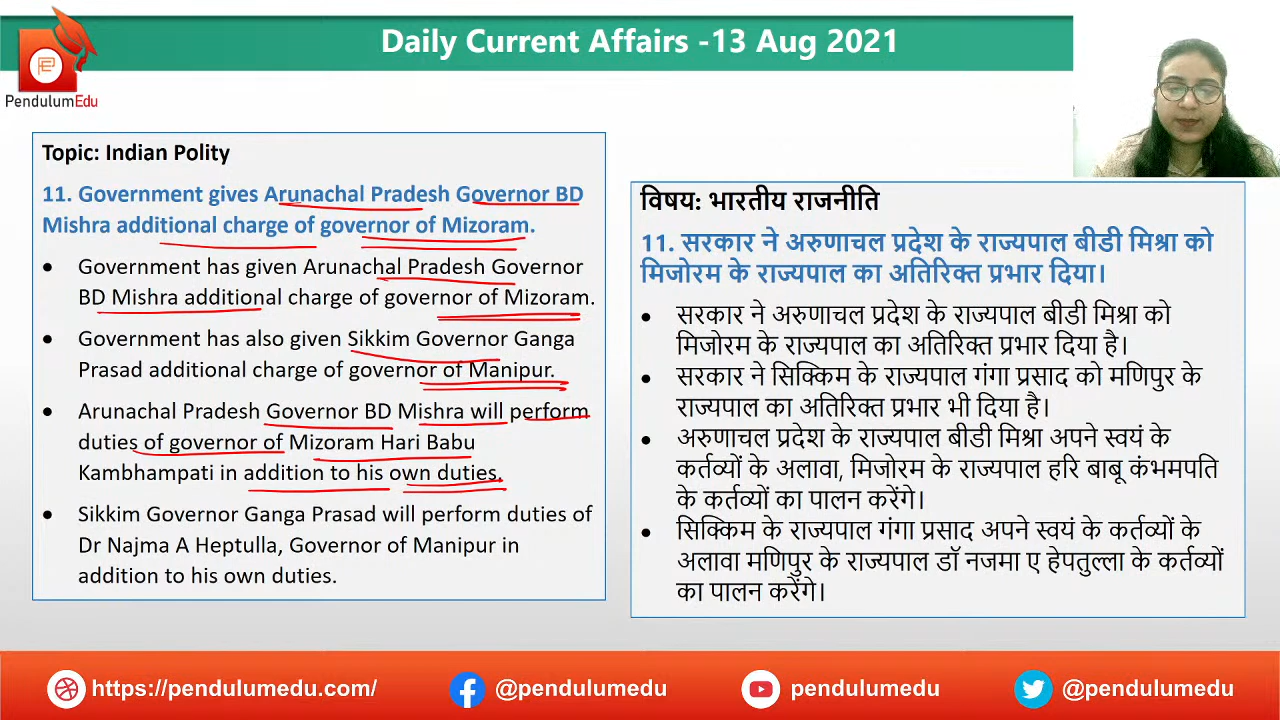 Daily Current Affairs -13 Aug 2021
PE
PendulumEdu
Topic: Indian Polity
11. Government gives Arunachal Pradesh Governor BD
Mishra additional charge of governor of Mizoram.
• Government has given Arunachal Pradesh Governor
BD Mishra additional charge of governor of Mizoram.
• Government has also given Sikkim Governor Ganga
Prasad additional charge of governor of Manipur.
• Arunachal Pradesh Governor BD Mishra will perform
duties of governor of Mizoram Hari Babu
Kambhampati in addition to his own duties.
• Sikkim Governor Ganga Prasad will perform duties of
Dr Najma A Heptulla, Governor of Manipur in
addition to his own duties.
विषय: भारतीय राजनीति
11. सरकार ने अरुणाचल प्रदेश के राज्यपाल बीडी मिश्रा को
मिजोरम के राज्यपाल का अतिरिक्त प्रभार दिया।
• सरकार ने अरुणाचल प्रदेश के राज्यपाल बीडी मिश्रा को
मिजोरम के राज्यपाल का अतिरिक्त प्रभार दिया है।
• सरकार ने सिक्किम के राज्यपाल गंगा प्रसाद को मणिपुर के
राज्यपाल का अतिरिक्त प्रभार भी दिया है।
• अरुणाचल प्रदेश के राज्यपाल बीडी मिश्रा अपने स्वयं के
कर्तव्यों के अलावा, मिजोरम के राज्यपाल हरि बाबू कंभमपति
के कर्तव्यों का पालन करेंगे।
• सिक्किम के राज्यपाल गंगा प्रसाद अपने स्वयं के कर्तव्यों के
अलावा मणिपुर के राज्यपाल डॉ नजमा ए हेपतुल्ला के कर्तव्यों
का पालन करेंगे।
https://pendulumedu.com/
@pendulumedu
pendulumedu
@pendulumedu